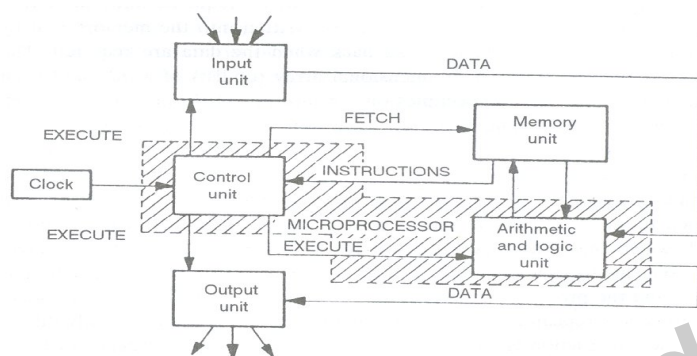 Input
unit
DATA
FETCH
Memory
unit
EXECUTE
Control
unit
INSTRUCTIONS
Clock
MICROPROCESSOR
EXECUTE
EXECUTE
Arithmetic
and logic
unit
DATA
Output
unit